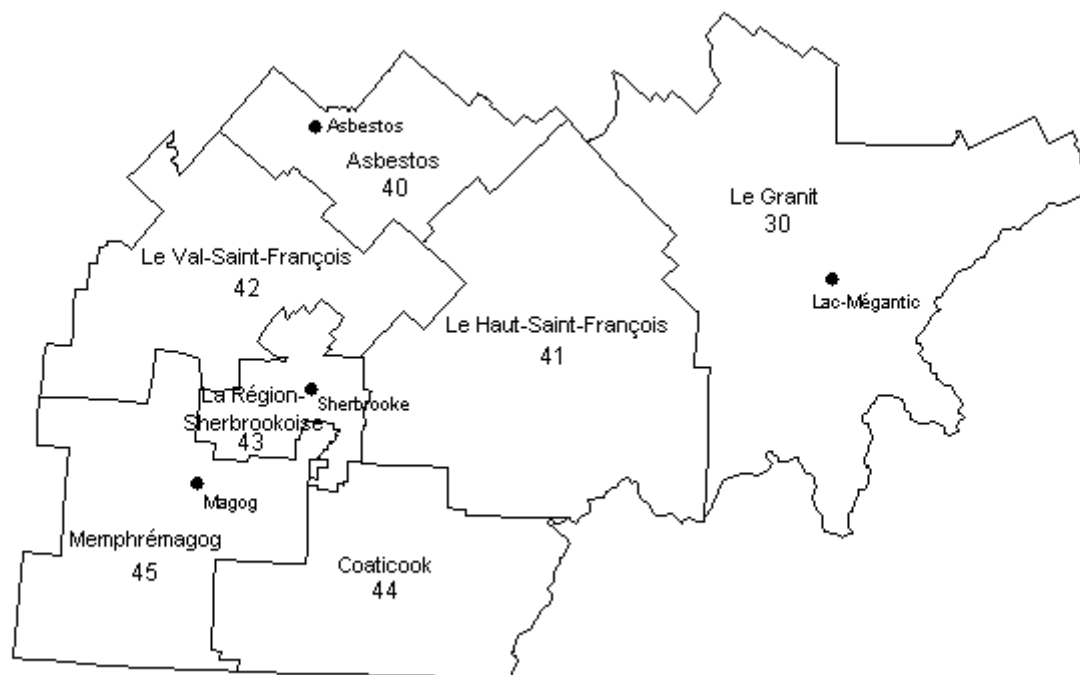 Asbestos
Asbestos
40
Le Granit
30
Le Val-Saint-François
42
Lac-Mégantic
Le Haut-Saint-François
41
La Région-
Sherbrookoise
43
Sherbrooke
Magog
Memphrémagog
45
Coaticook
44